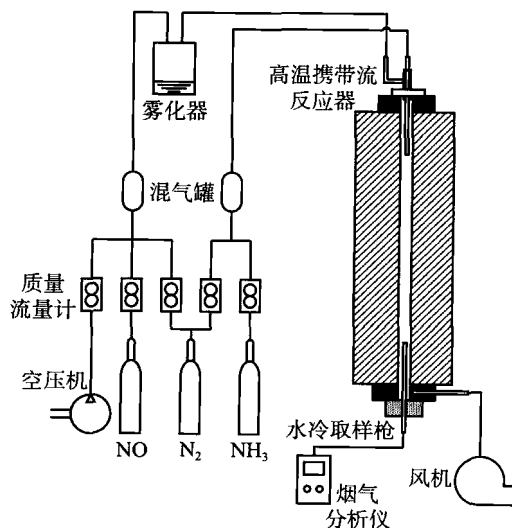 高温携带流
反应器
雾化器
混气罐
质量
流量计
空压机
NO
N₂
NH₃
水冷取样枪
烟气
分析仪
风机